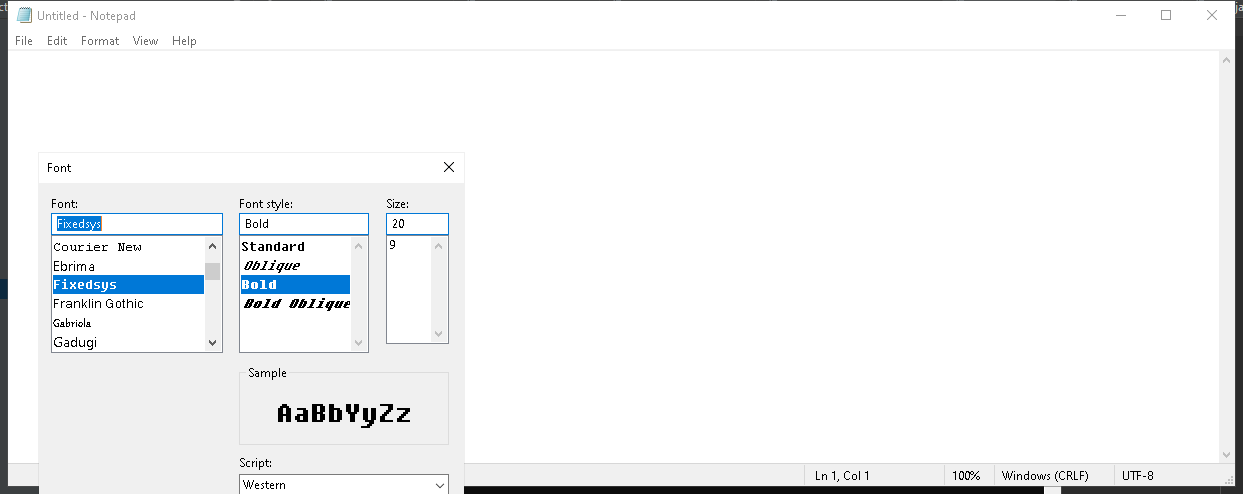 Untitled - Notepad
File Edit Format View Help
Font
Font: Font style: Size:
Fixedsys Bold 20
Courier New Standard 9
Ebrima Oblique
Fixedsys Bold
Franklin Gothic Bold Oblique
Gabriola
Gadugi
Sample
AaBbYyZz
Script:
Western
Ln 1, Col 1 100% Windows (CRLF) UTF-8